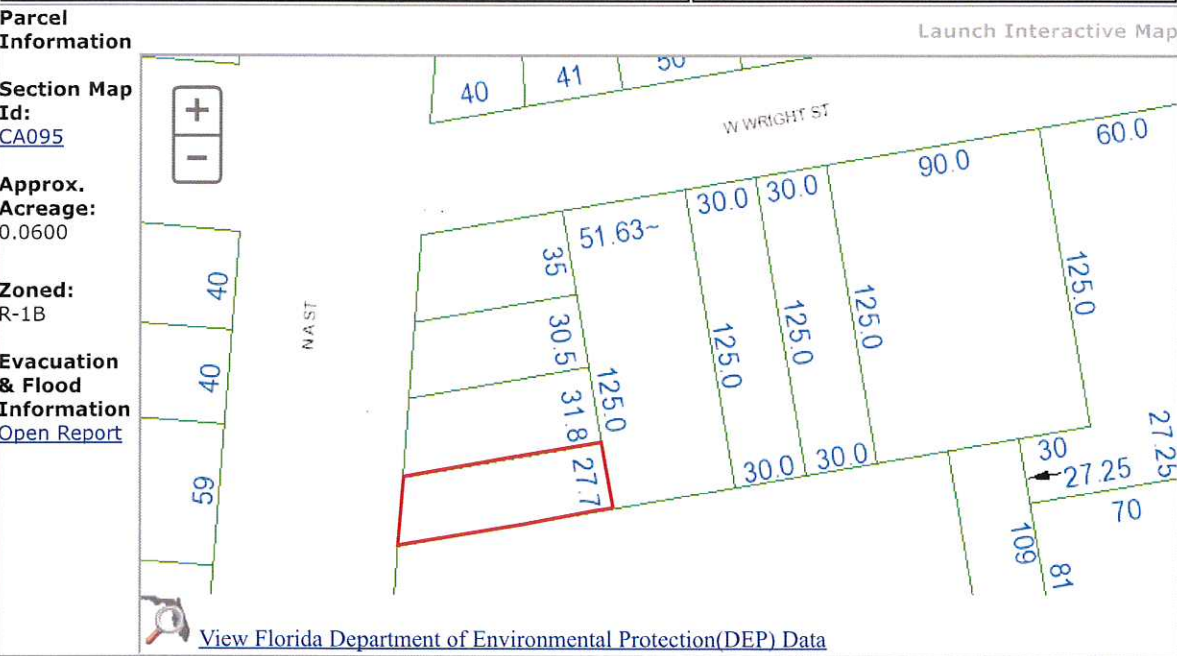 Parcel
Information
Launch Interactive Map
Section Map
Id:
CA095
Approx.
Acreage:
0.0600
Zoned:
R-1B
Evacuation
& Flood
Information
Open Report
+
−
40
41
50
W WRIGHT ST
60.0
90.0
30.0
30.0
51.63~
35
40
125.0
N A ST
30.5
125.0
125.0
125.0
40
31.8
125.0
27.7
59
30.0
30.0
30
27.25
27.25
70
109
81
View Florida Department of Environmental Protection(DEP) Data